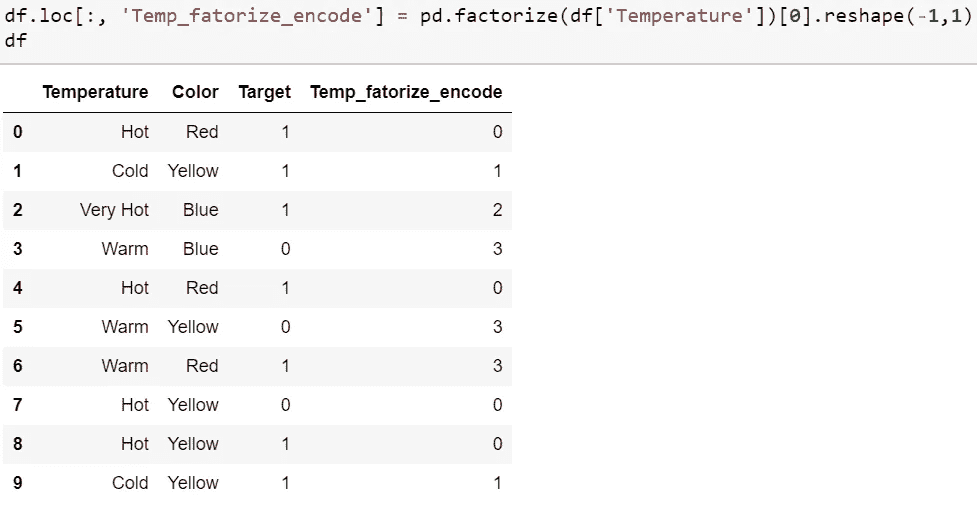 df.loc[:, 'Temp_fatorize_encode'] = pd.factorize(df['Temperature'])[0].reshape(-1,1)
df
Temperature Color Target Temp_fatorize_encode
0 Hot Red 1 0
1 Cold Yellow 1 1
2 Very Hot Blue 1 2
3 Warm Blue 0 3
4 Hot Red 1 0
5 Warm Yellow 0 3
6 Warm Red 1 3
7 Hot Yellow 0 0
8 Hot Yellow 1 0
9 Cold Yellow 1 1